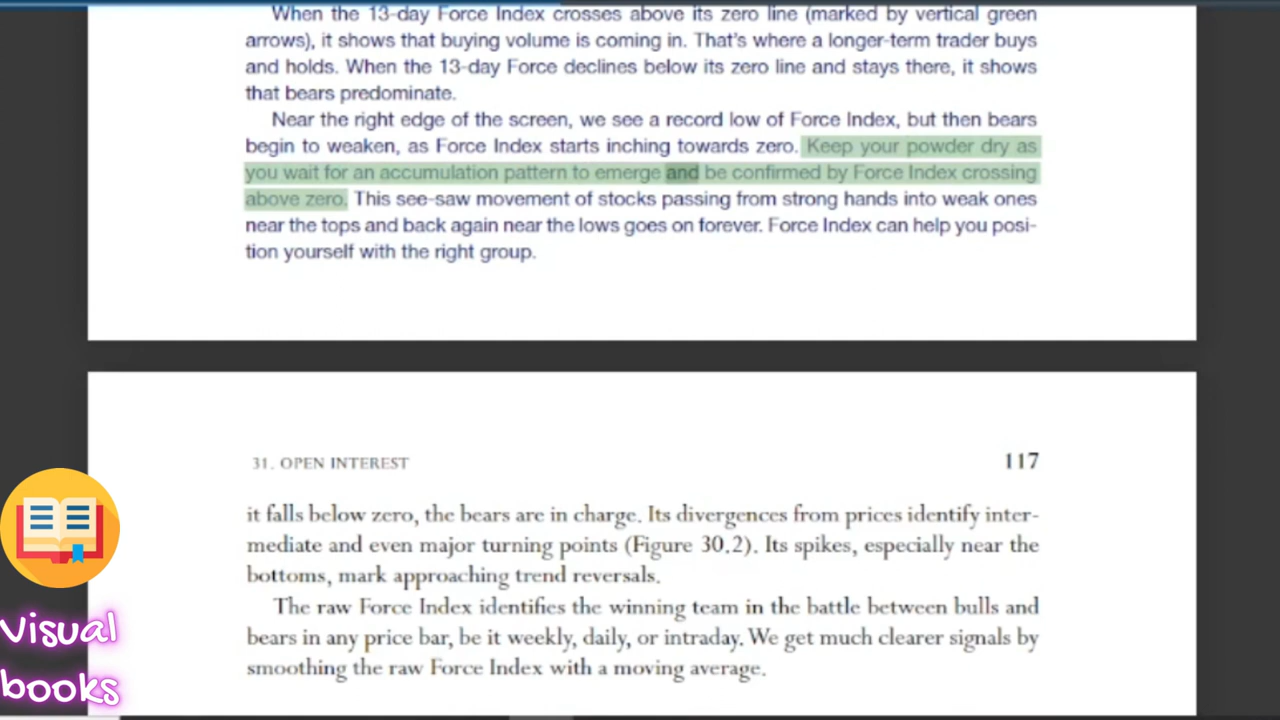 When the 13-day Force Index crosses above its zero line (marked by vertical green
arrows), it shows that buying volume is coming in. That's where a longer-term trader buys
and holds. When the 13-day Force declines below its zero line and stays there, it shows
that bears predominate.
Near the right edge of the screen, we see a record low of Force Index, but then bears
begin to weaken, as Force Index starts inching towards zero. Keep your powder dry as
you wait for an accumulation pattern to emerge and be confirmed by Force Index crossing
above zero. This see-saw movement of stocks passing from strong hands into weak ones
near the tops and back again near the lows goes on forever. Force Index can help you posi-
tion yourself with the right group.
31. OPEN INTEREST 117
it falls below zero, the bears are in charge. Its divergences from prices identify inter-
mediate and even major turning points (Figure 30.2). Its spikes, especially near the
bottoms, mark approaching trend reversals.
The raw Force Index identifies the winning team in the battle between bulls and
bears in any price bar, be it weekly, daily, or intraday. We get much clearer signals by
smoothing the raw Force Index with a moving average.
Visual
books